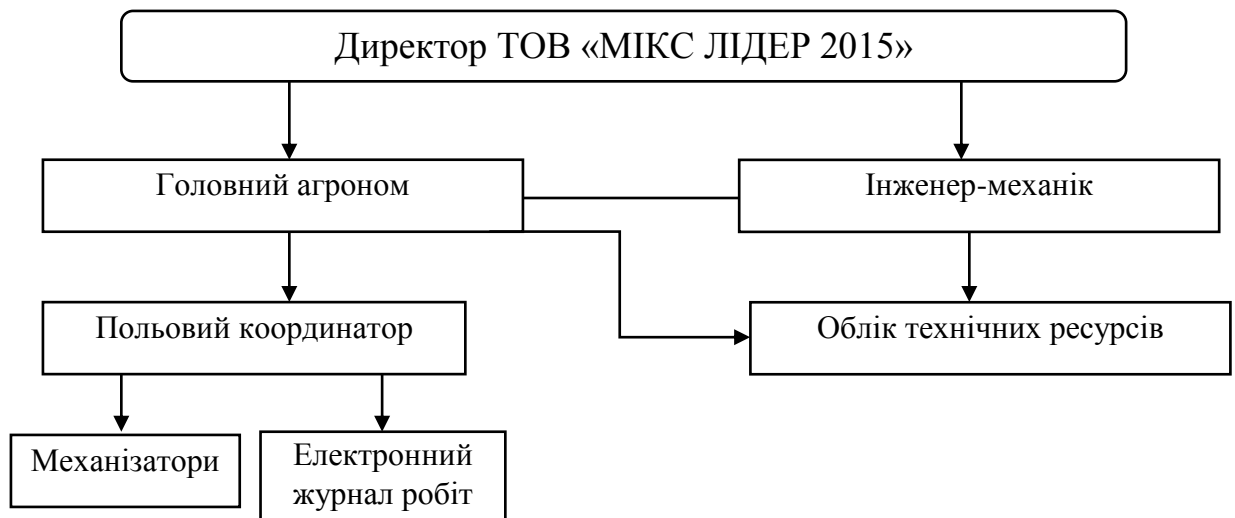 Директор ТОВ «МІКС ЛІДЕР 2015»
Головний агроном
Інженер-механік
Польовий координатор
Облік технічних ресурсів
Механізатори
Електронний
журнал робіт